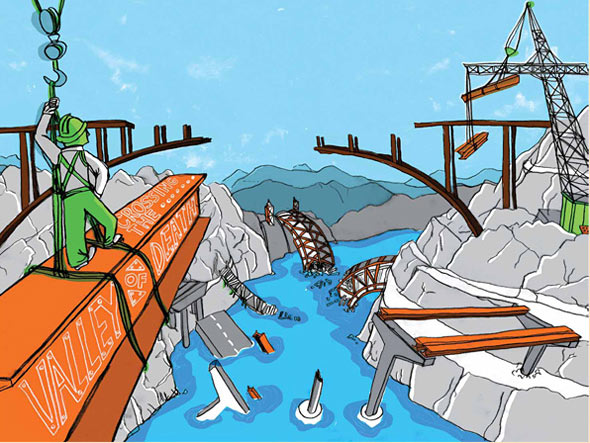 CROSSING
THE
VALLEY OF DEATH